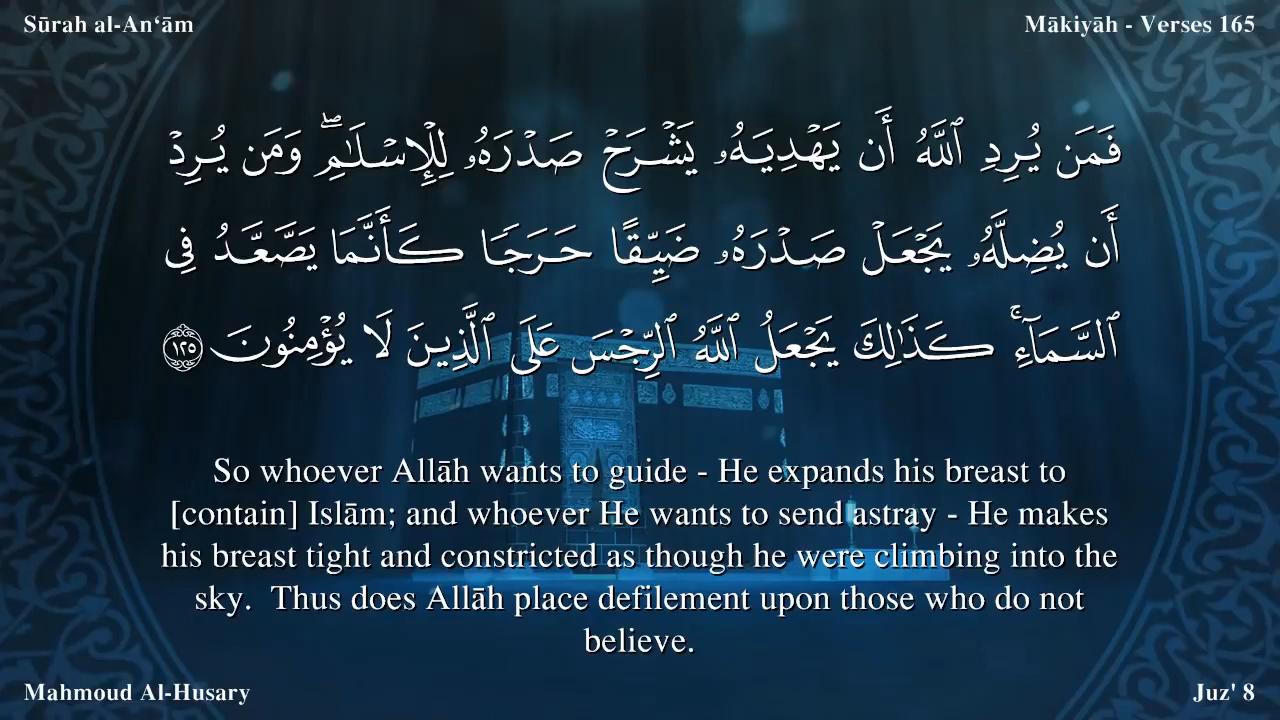 Sūrah al-An‘ām
Mākiyāh - Verses 165
فَمَن يُرِدِ ٱللَّهُ أَن يَهْدِيَهُۥ يَشْرَحْ صَدْرَهُۥ لِلْإِسْلَٰمِ ۖ وَمَن يُرِدْ
أَن يُضِلَّهُۥ يَجْعَلْ صَدْرَهُۥ ضَيِّقًا حَرَجًا كَأَنَّمَا يَصَّعَّدُ فِى
ٱلسَّمَآءِ ۚ كَذَٰلِكَ يَجْعَلُ ٱللَّهُ ٱلرِّجْسَ عَلَى ٱلَّذِينَ لَا يُؤْمِنُونَ ١٢٥
So whoever Allāh wants to guide - He expands his breast to
[contain] Islām; and whoever He wants to send astray - He makes
his breast tight and constricted as though he were climbing into the
sky.  Thus does Allāh place defilement upon those who do not
believe.
Mahmoud Al-Husary
Juz' 8